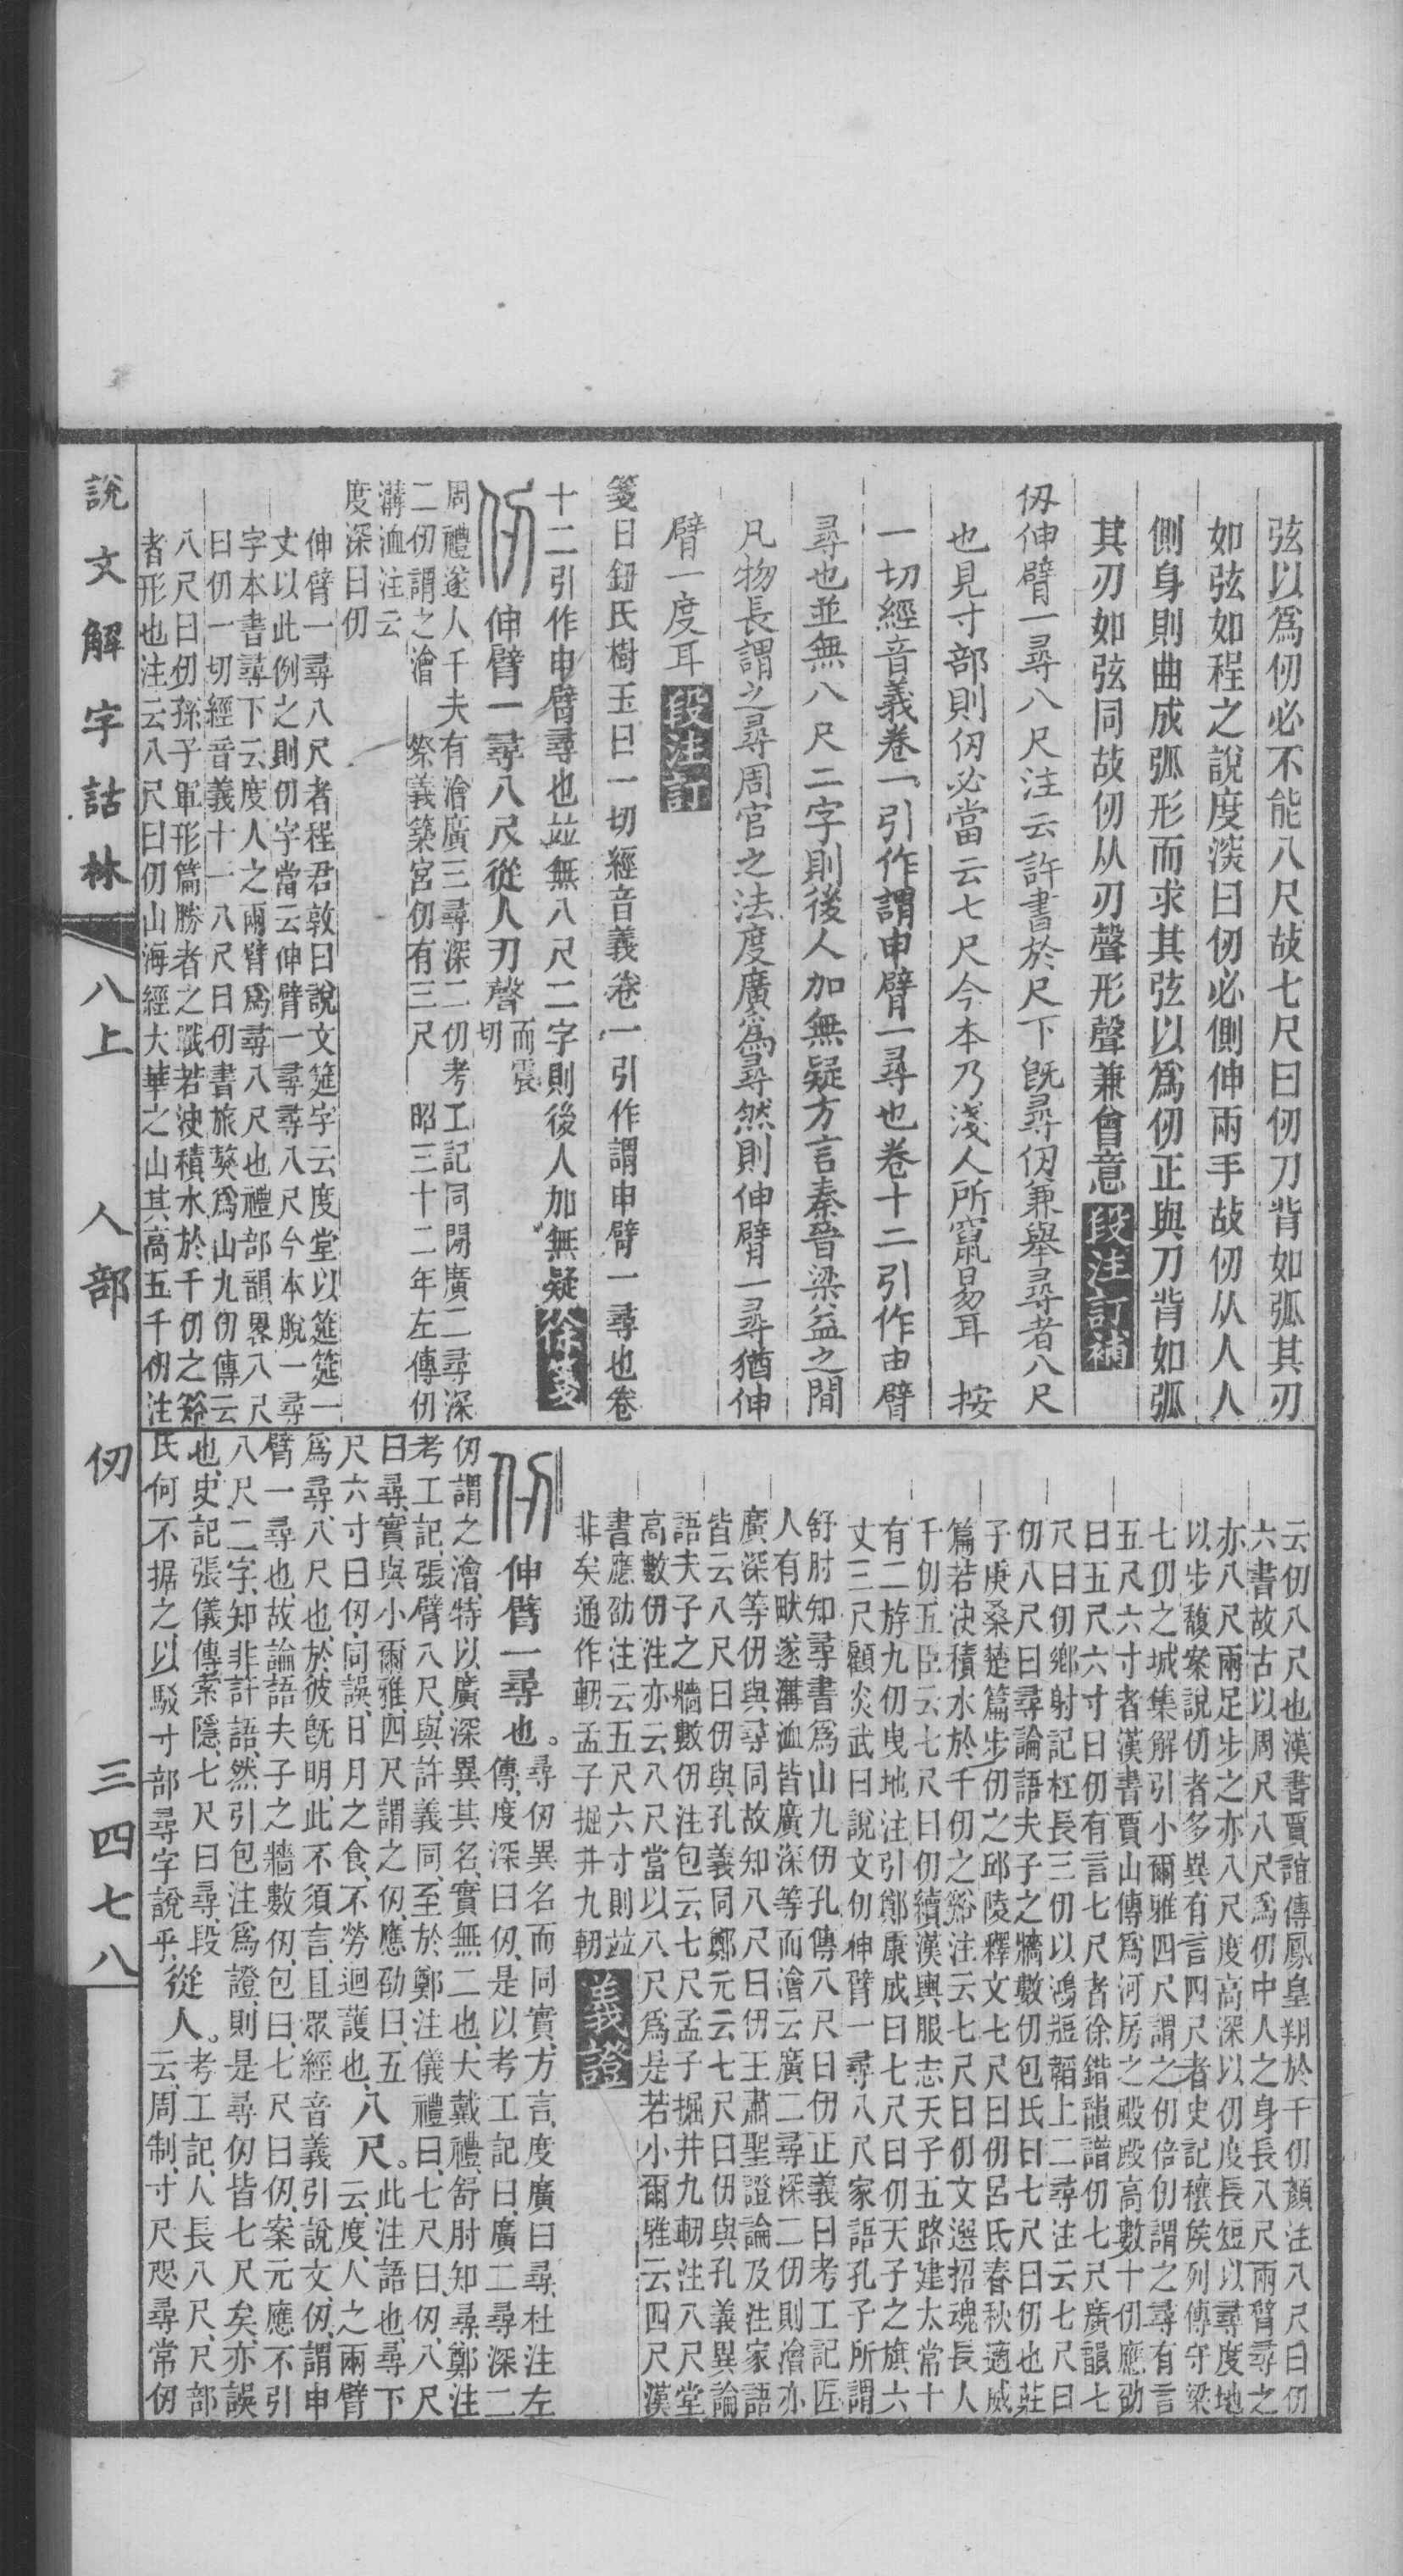 弦以爲仞必不能八尺故七尺曰仞刀背如弧其刃
如弦如程之說度深曰仞必側伸兩手故仞从人人
側身則曲成弧形而求其弦以爲仞正與刀背如弧
其刃如弦同故仞从刃聲形聲兼會意段注訂補
仞伸臂一尋八尺注云許書於尺下旣尋仞兼舉尋者八尺
也見寸部則仞必當云七尺今本乃淺人所竄易耳 按
一切經音義卷一引作謂申臂一尋也卷十二引作申臂
尋也並無八尺二字則後人加無疑方言秦晉梁益之閒
凡物長謂之尋周官之法度廣爲尋然則伸臂一尋猶伸
臂一度耳段注訂
箋曰鈕氏樹玉曰一切經音義卷一引作謂申臂一尋也卷
十二引作申臂尋也並無八尺二字則後人加無疑徐箋
伸臂一尋八尺從人刃聲而震切
周禮遂人千夫有澮廣三尋深二仞考工記同閒廣二尋深
二仞謂之澮 祭義築宮仞有三尺 昭三十二年左傳仞
溝洫注云
度深曰仞
伸臂一尋八尺者程君敦曰說文筵字云度堂以筵筵一
丈以此例之則仞字當云伸臂一尋尋八尺今本脫一尋
字本書尋下云度人之兩臂爲尋八尺也禮部韻畧八尺
曰仞一切經音義十一八尺曰仞書旅獒爲山九仞傳云
八尺曰仞孫子軍形篇勝者之戰若決積水於千仞之谿
者形也注云八尺曰仞山海經大華之山其高五千仞注
云仞八尺也漢書賈誼傳鳳皇翔於千仞顏注八尺曰仞
六書故古以周尺八尺爲仞中人之身長八尺兩臂尋之
亦八尺兩足步之亦八尺度高深以仞度長短以尋度地
以步馥案說仞者多異有言四尺者史記穰侯列傳守梁
七仞之城集解引小爾雅四尺謂之仞倍仞謂之尋有言
五尺六寸者漢書賈山傳爲河房之殿殿高數十仞應劭
曰五尺六寸曰仞有言七尺者徐鍇韻譜仞七尺廣韻七
尺曰仞鄉射記杠長三仞以鴻脰韜上二尋注云七尺曰
仞八尺曰尋論語夫子之牆數仞包氏曰七尺曰仞也莊
子庚桑楚篇步仞之邱陵釋文七尺曰仞呂氏春秋適威
篇若決積水於千仞之谿注云七尺曰仞文選招魂長人
千仞五臣云七尺曰仞續漢輿服志天子五路建太常十
有二斿九仞曳地注引鄭康成曰七尺曰仞天子之旗六
丈三尺顧炎武曰說文仞伸臂一尋八尺家語孔子所謂
舒肘知尋書爲山九仞孔傳八尺曰仞正義曰考工記匠
人有畎遂溝洫皆廣深等而澮云廣二尋深二仞則澮亦
廣深等仞與尋同故知八尺曰仞王肅聖證論及注家語
皆云八尺曰仞與孔義同鄭元云七尺曰仞與孔義異論
語夫子之牆數仞注包云七尺孟子掘井九軔注八尺堂
高數仞注亦云八尺當以八尺爲是若小爾雅云四尺漢
書應劭注云五尺六寸則並
非矣通作軔孟子掘井九軔義證
伸臂一尋也。尋仞異名而同實方言度廣曰尋杜注左
傳度深曰仞是以考工記曰廣二尋深二
仞謂之澮特以廣深異其名實無二也大戴禮舒肘知尋鄭注
考工記張臂八尺與許義同至於鄭注儀禮曰七尺曰仞八尺
曰尋實與小爾雅四尺謂之仞應劭曰五
尺六寸曰仞同誤日月之食不勞迴護也八尺。此注語也尋下云度人之兩臂
爲尋八尺也於彼旣明此不須言且眾經音義引說文仞謂申
臂一尋也故論語夫子之牆數仞包曰七尺曰仞案元應不引
八尺二字知非許語然引包注爲證則是尋仞皆七尺矣亦誤
也史記張儀傳索隱七尺曰尋段從人。考工記人長八尺尺部
氏何不据之以駁寸部尋字說乎云周制寸尺咫尋常仞
說文解字詁林 八上 人部 仞 三四七八